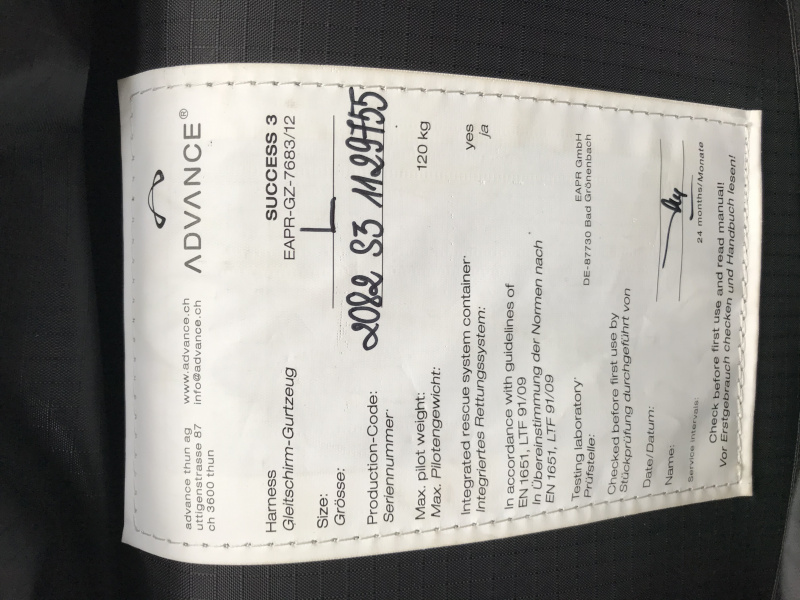 ADVANCE®
advance thun ag www.advance.ch
uttigenstrasse 87 info@advance.ch
ch 3600 thun
Harness SUCCESS 3
Gleitschirm-Gurtzeug EAPR-GZ-7683/12
Size: L
Grösse:
Production-Code: 2082 S3 1129755
Seriennummer:
Max. pilot weight: 120 kg
Max. Pilotengewicht:
Integrated rescue system container: yes
Integriertes Rettungssystem: ja
In accordance with guidelines of
EN 1651, LTF 91/09
In Übereinstimmung der Normen nach
EN 1651, LTF 91/09
Testing laboratory: EAPR GmbH
Prüfstelle: DE-87730 Bad Grönenbach
Checked before first use by
Stückprüfung durchgeführt von
Date/Datum:
Name:
Service intervals: 24 months/Monate
Check before first use and read manual!
Vor Erstgebrauch checken und Handbuch lesen!